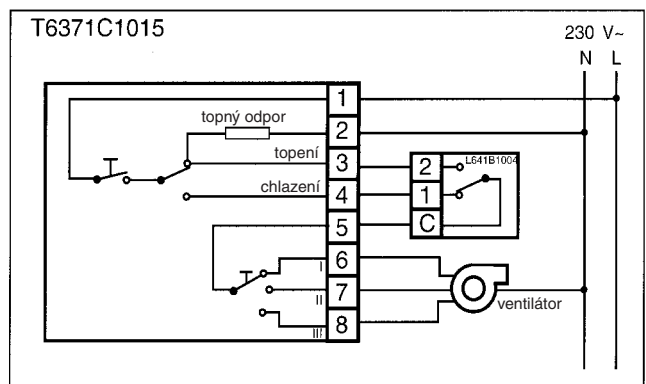 T6371C1015
230 V~
N L
1
topný odpor
2
topení
3
2
L641B1004
chlazení
4
1
5
C
I
6
II
7
ventilátor
III
8